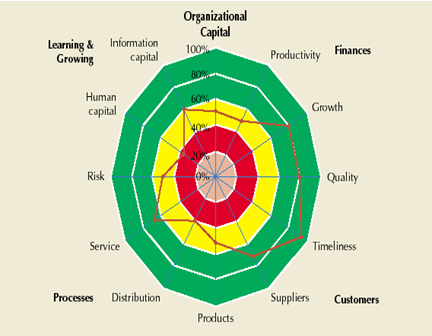 Organizational
Capital
Learning &
Growing
Information
capital
100%
Productivity
Finances
80%
60%
Human
capital
Growth
40%
20%
Risk
0%
Quality
Service
Timeliness
Processes
Distribution
Suppliers
Customers
Products